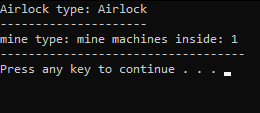 Airlock type: Airlock
---------------------
mine type: mine machines inside: 1
-----------------------------------
Press any key to continue . . .